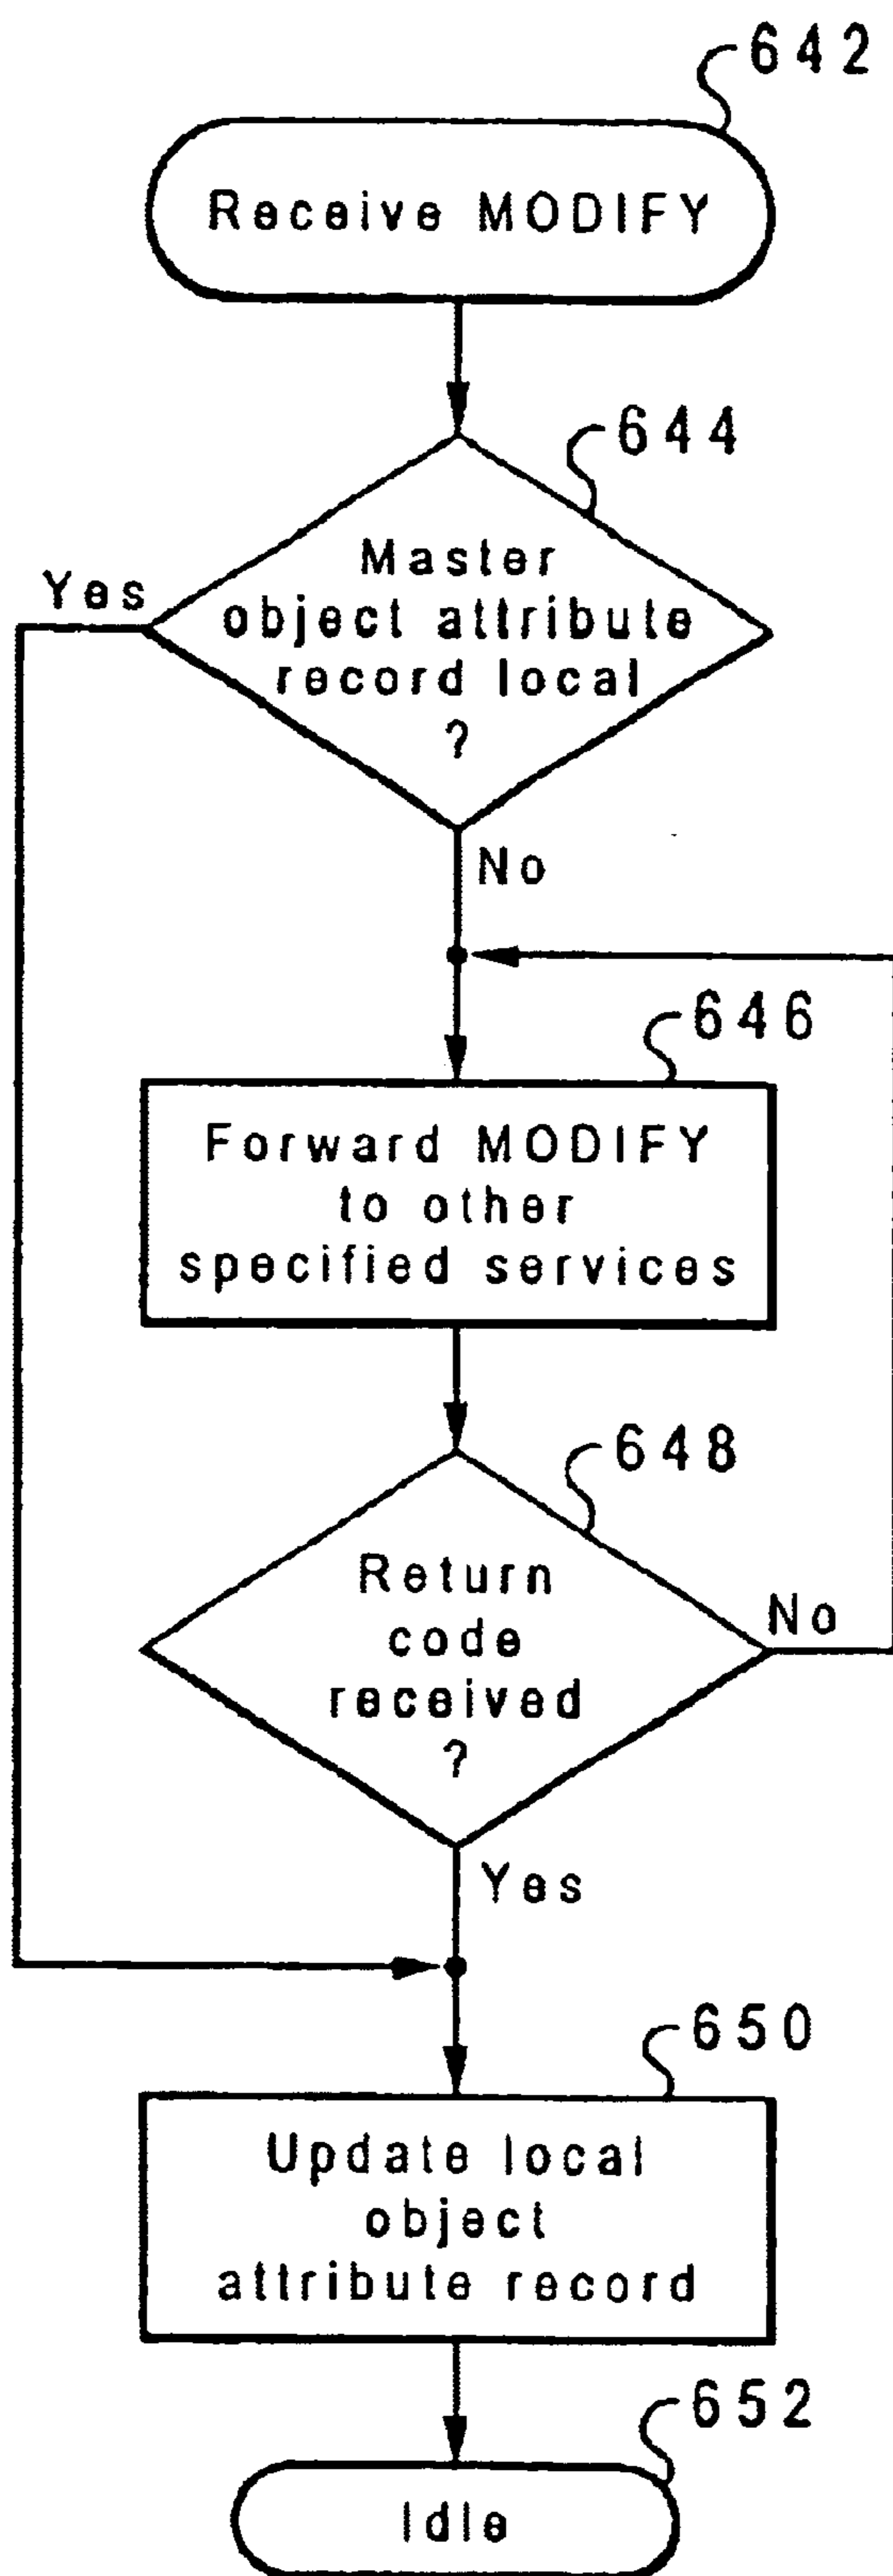 642
Receive MODIFY
644
Master
object attribute
record local
?
Yes
No
646
Forward MODIFY
to other
specified services
648
Return
code
received
?
No
Yes
650
Update local
object
attribute record
652
Idle